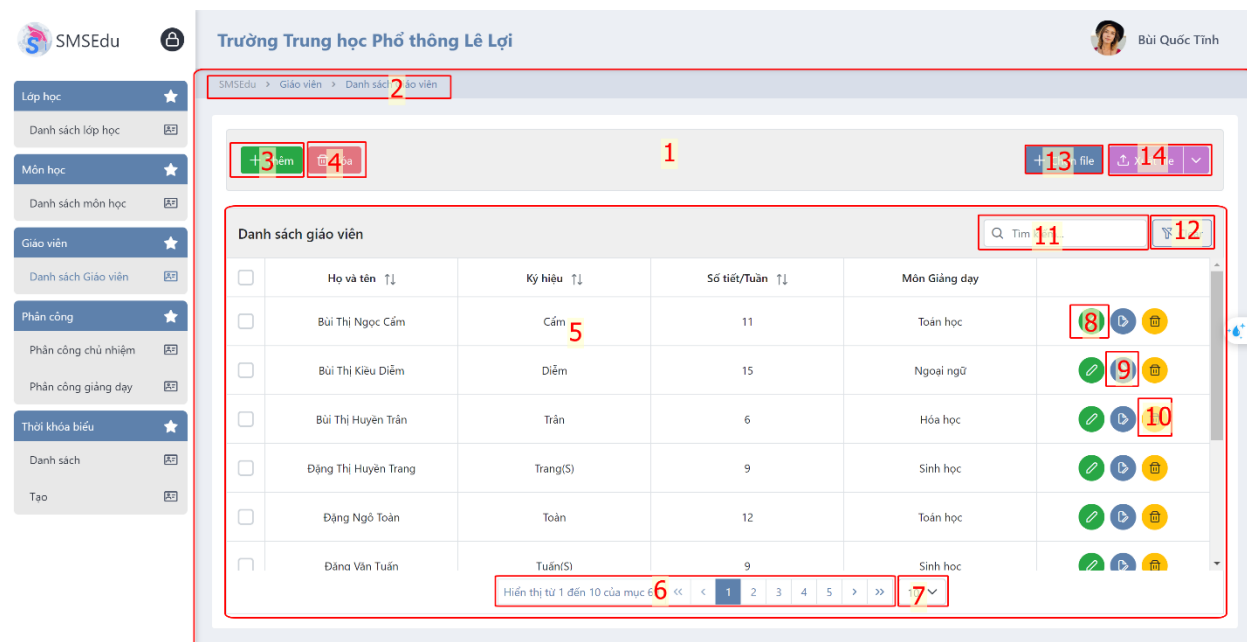 SMSEdu
Trường Trung học Phổ thông Lê Lợi
Bùi Quốc Tĩnh
SMSEdu > Giáo viên > Danh sách giáo viên
2
Lớp học
Danh sách lớp học
Môn học
Danh sách môn học
Giáo viên
Danh sách Giáo viên
Phân công
Phân công chủ nhiệm
Phân công giảng dạy
Thời khóa biểu
Danh sách
Tạo
3
4
1
13 file
14
Danh sách giáo viên
Tìm
11
12
Họ và tên Ký hiệu Số tiết/Tuần Môn Giảng dạy
Bùi Thị Ngọc Cẩm Cẩm 11 Toán học
5
8
Bùi Thị Kiều Diễm Diễm 15 Ngoại ngữ
9
Bùi Thị Huyền Trân Trân 6 Hóa học
10
Đặng Thị Huyền Trang Trang(S) 9 Sinh học
Đặng Ngô Toàn Toàn 12 Toán học
Đặng Văn Tuấn Tuấn(S) 9 Sinh học
Hiển thị từ 1 đến 10 của mục
6
« < 1 2 3 4 5 > »
10
7